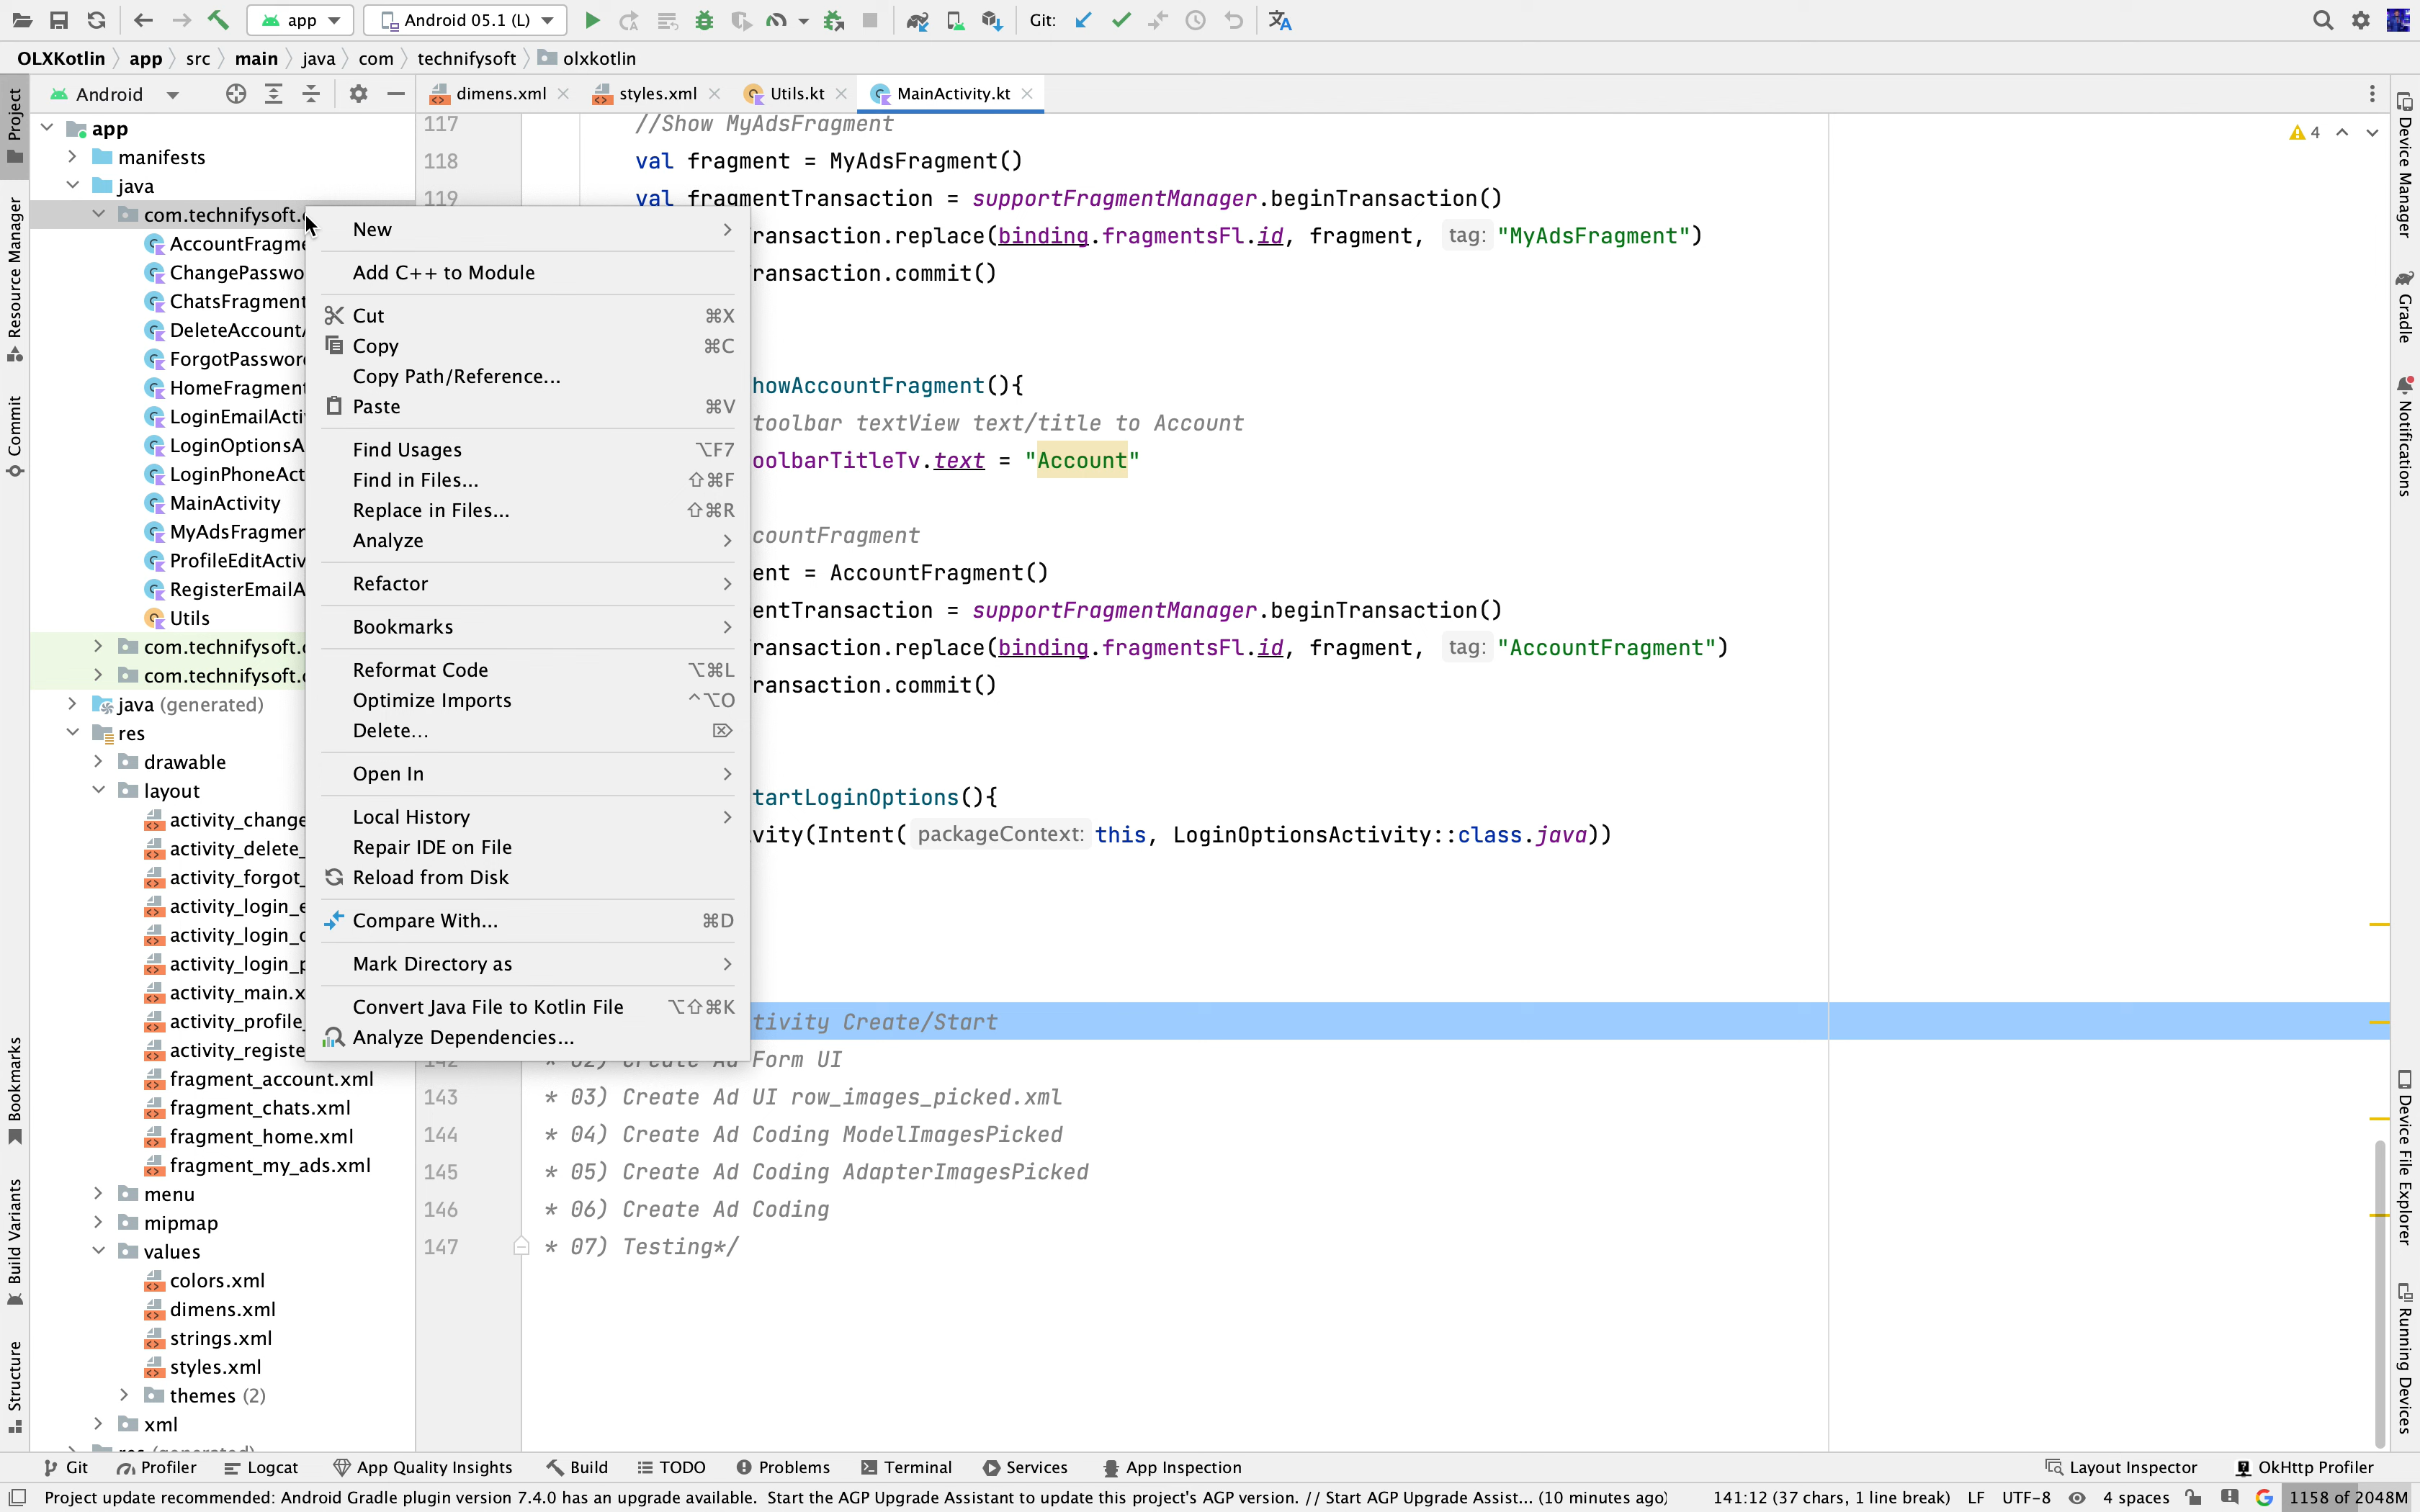 app
Android 05.1 (L)
Git:
OLXKotlin
app
src
main
java
com
technifysoft
olxkotlin
Android
dimens.xml
styles.xml
Utils.kt
MainActivity.kt
Project
Resource Manager
Commit
Bookmarks
Build Variants
Structure
app
manifests
java
com.technifysoft.
AccountFragme
ChangePasswo
ChatsFragment
DeleteAccount
ForgotPassword
HomeFragment
LoginEmailActi
LoginOptionsA
LoginPhoneAct
MainActivity
MyAdsFragmen
ProfileEditActiv
RegisterEmailA
Utils
com.technifysoft.
com.technifysoft.
java (generated)
res
drawable
layout
activity_change
activity_delete_
activity_forgot_
activity_login_e
activity_login_o
activity_login_p
activity_main.x
activity_profile_
activity_registe
fragment_account.xml
fragment_chats.xml
fragment_home.xml
fragment_my_ads.xml
menu
mipmap
values
colors.xml
dimens.xml
strings.xml
styles.xml
themes (2)
xml
res (generated)
New
Add C++ to Module
Cut ⌘X
Copy ⌘C
Copy Path/Reference...
Paste ⌘V
Find Usages ⌥F7
Find in Files... ⇧⌘F
Replace in Files... ⇧⌘R
Analyze
Refactor
Bookmarks
Reformat Code ⌥⌘L
Optimize Imports ^⌥O
Delete... ⌦
Open In
Local History
Repair IDE on File
Reload from Disk
Compare With... ⌘D
Mark Directory as
Convert Java File to Kotlin File ⌥⇧⌘K
Analyze Dependencies...
117 //Show MyAdsFragment
118 val fragment = MyAdsFragment()
119 val fragmentTransaction = supportFragmentManager.beginTransaction()
ransaction.replace(binding.fragmentsFl.id, fragment, tag: "MyAdsFragment")
ransaction.commit()
howAccountFragment(){
toolbar textView text/title to Account
oolbarTitleTv.text = "Account"
countFragment
ent = AccountFragment()
entTransaction = supportFragmentManager.beginTransaction()
ransaction.replace(binding.fragmentsFl.id, fragment, tag: "AccountFragment")
ransaction.commit()
tartLoginOptions(){
vity(Intent( packageContext: this, LoginOptionsActivity::class.java))
tivity Create/Start
142 * 02) Create Ad Form UI
143 * 03) Create Ad UI row_images_picked.xml
144 * 04) Create Ad Coding ModelImagesPicked
145 * 05) Create Ad Coding AdapterImagesPicked
146 * 06) Create Ad Coding
147 * 07) Testing*/
4
Device Manager
Gradle
Notifications
Device File Explorer
Running Devices
Git
Profiler
Logcat
App Quality Insights
Build
TODO
Problems
Terminal
Services
App Inspection
Layout Inspector
OkHttp Profiler
Project update recommended: Android Gradle plugin version 7.4.0 has an upgrade available. Start the AGP Upgrade Assistant to update this project's AGP version. // Start AGP Upgrade Assist... (10 minutes ago)
141:12 (37 chars, 1 line break)
LF
UTF-8
4 spaces
1158 of 2048M